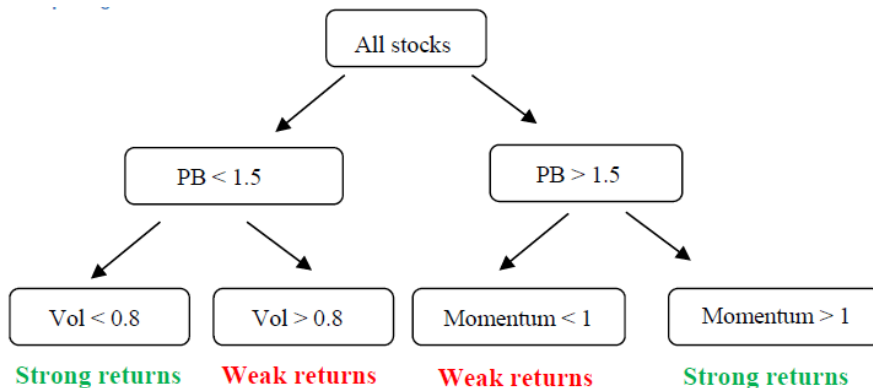 All stocks
PB < 1.5
PB > 1.5
Vol < 0.8
Vol > 0.8
Momentum < 1
Momentum > 1
Strong returns
Weak returns
Weak returns
Strong returns